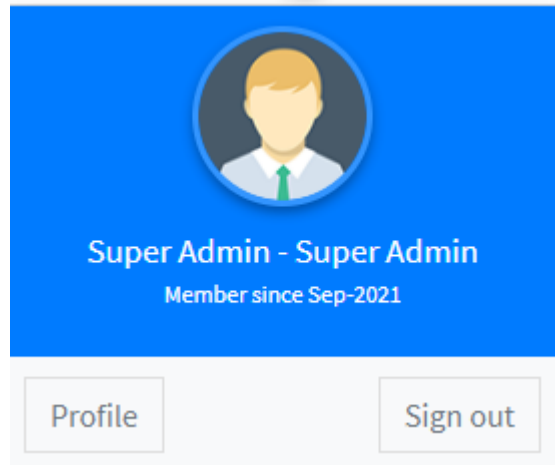 Super Admin - Super Admin
Member since Sep-2021
Profile
Sign out